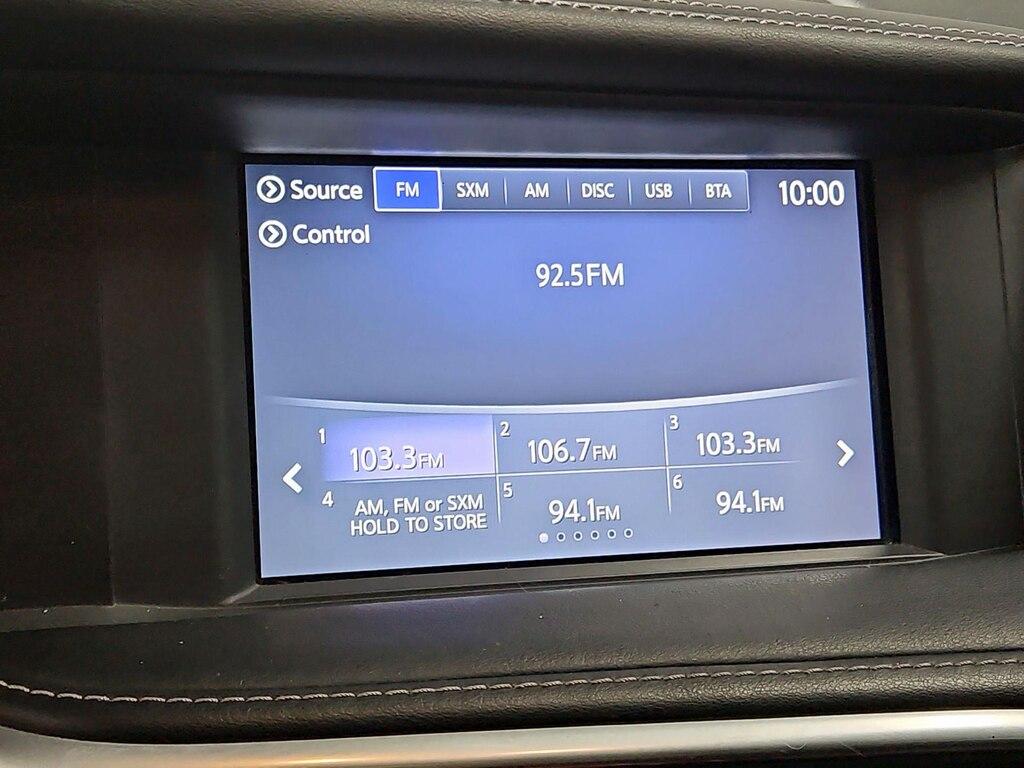 Source FM SXM AM DISC USB BTA 10:00
Control
92.5FM
1 103.3FM 2 106.7FM 3 103.3FM
4 AM, FM or SXM
HOLD TO STORE 5 94.1FM 6 94.1FM